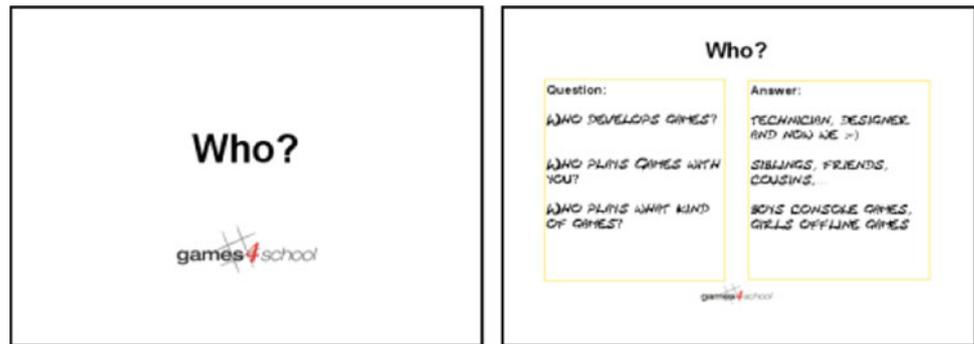 Who?
games4school
Who?
Question:
WHO DEVELOPS GAMES?
WHO PLAYS GAMES WITH
YOU?
WHO PLAYS WHAT KIND
OF GAMES?
Answer:
TECHNICIAN, DESIGNER
AND NOW WE :-)
SIBLINGS, FRIENDS,
COUSINS,...
BOYS CONSOLE GAMES,
GIRLS OFFLINE GAMES
games4school